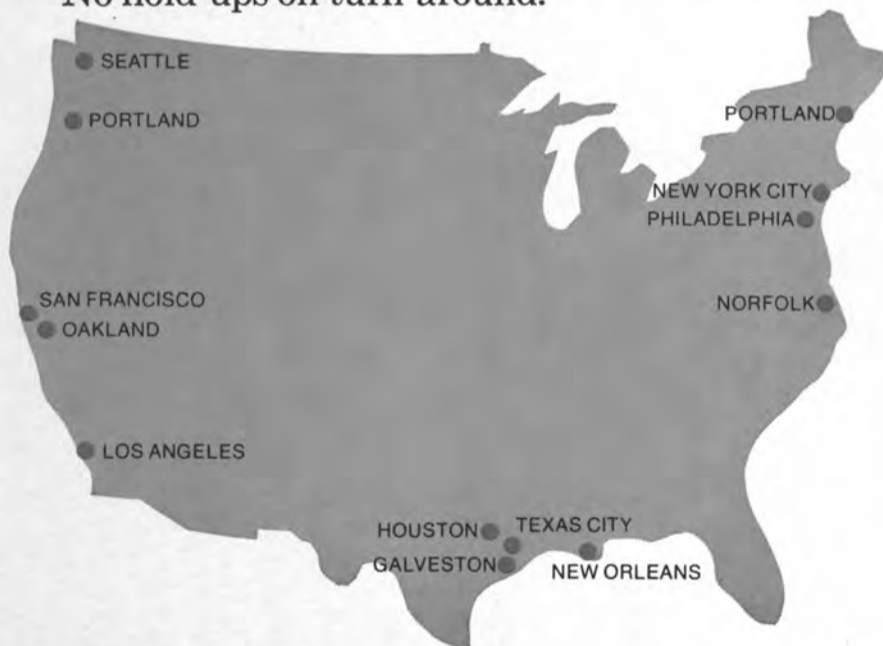 No hold-ups on turn-around.
SEATTLE
PORTLAND
PORTLAND
NEW YORK CITY
PHILADELPHIA
SAN FRANCISCO
OAKLAND
NORFOLK
LOS ANGELES
HOUSTON
TEXAS CITY
GALVESTON
NEW ORLEANS